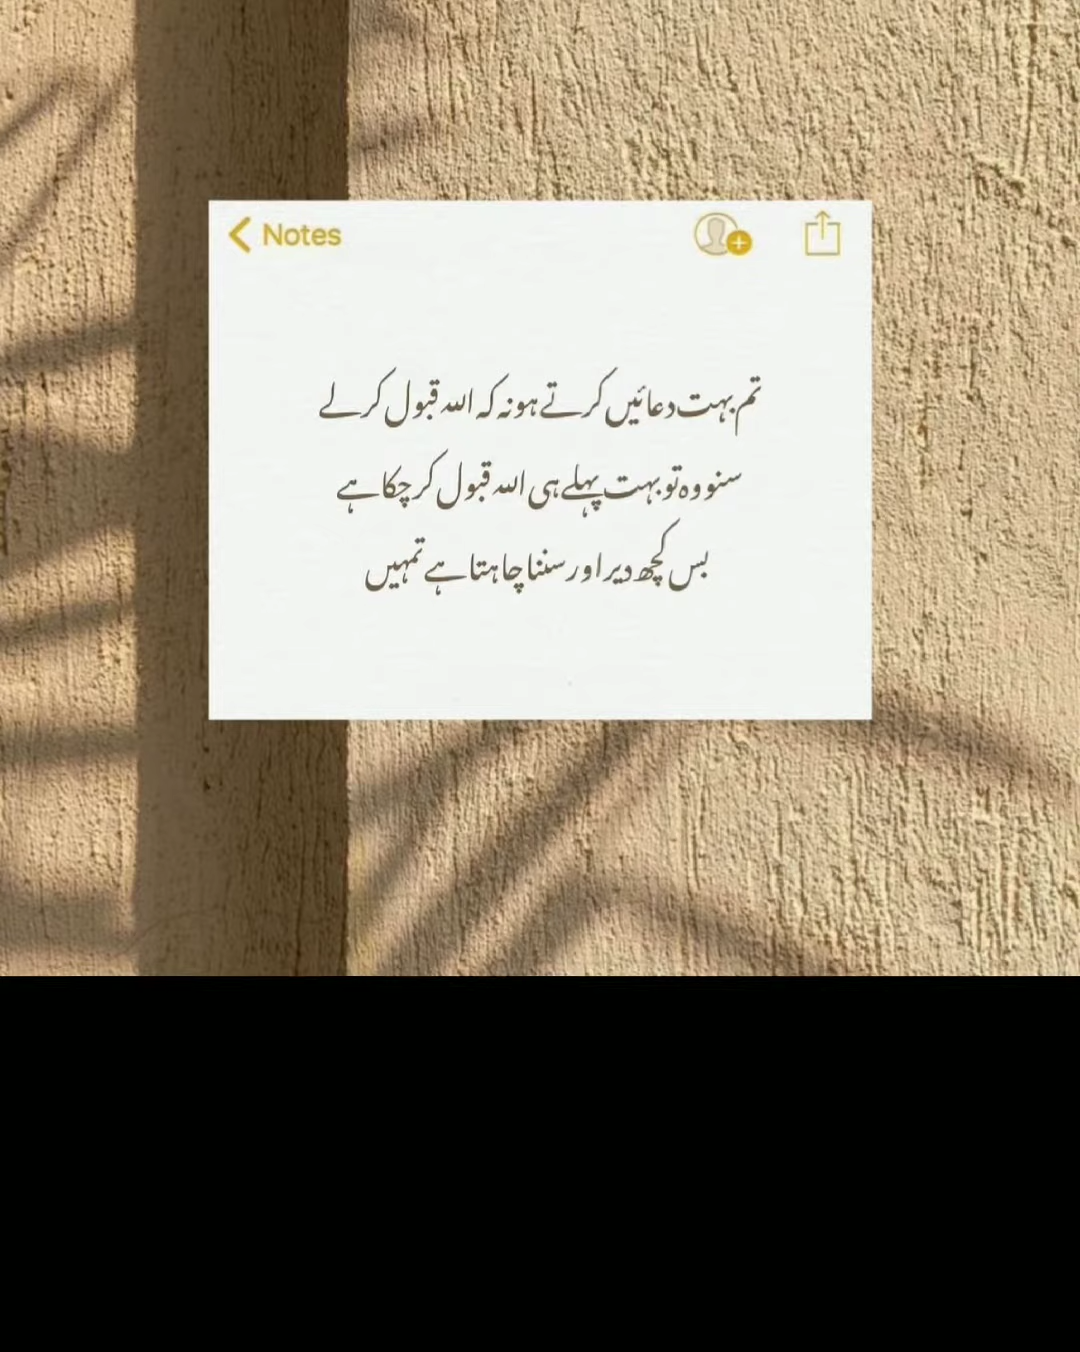 Notes
تم بہت دعائیں کرتے ہو نہ کہ اللہ قبول کر لے
سنو وہ تو بہت پہلے ہی اللہ قبول کر چکا ہے
بس کچھ دیر اور سننا چاہتا ہے تمہیں